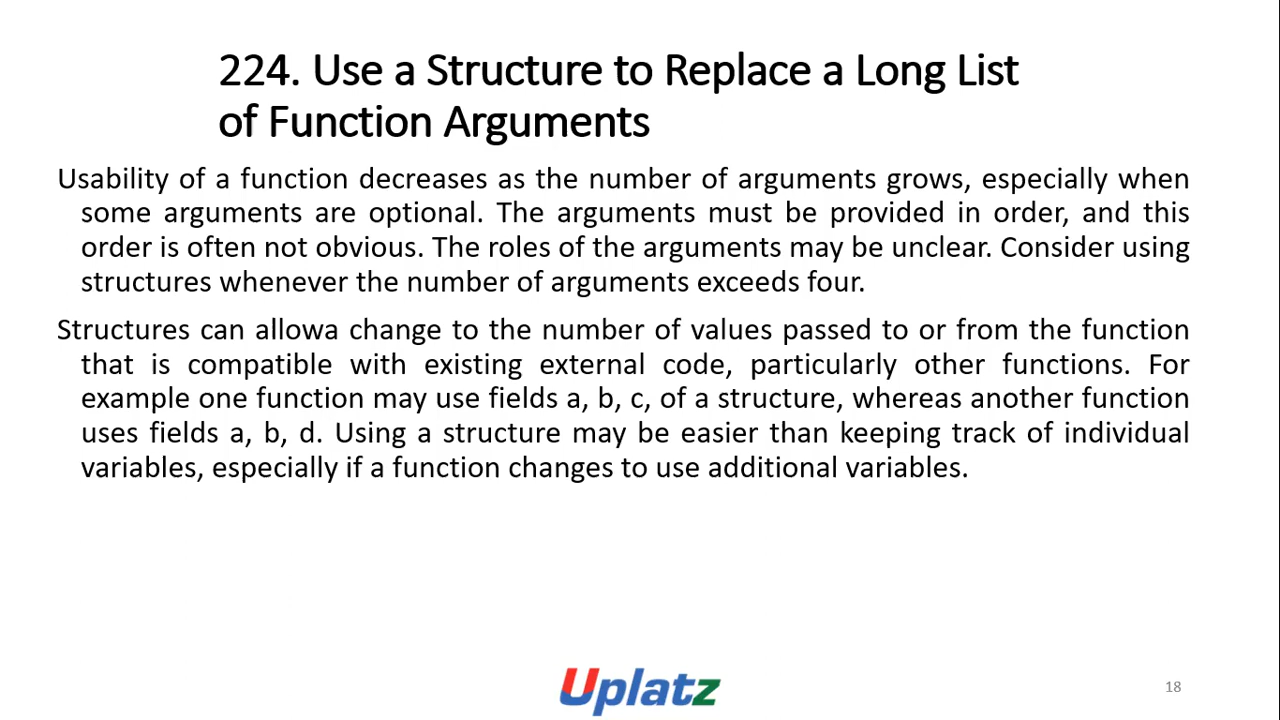 224. Use a Structure to Replace a Long List
of Function Arguments
Usability of a function decreases as the number of arguments grows, especially when
some arguments are optional. The arguments must be provided in order, and this
order is often not obvious. The roles of the arguments may be unclear. Consider using
structures whenever the number of arguments exceeds four.
Structures can allowa change to the number of values passed to or from the function
that is compatible with existing external code, particularly other functions. For
example one function may use fields a, b, c, of a structure, whereas another function
uses fields a, b, d. Using a structure may be easier than keeping track of individual
variables, especially if a function changes to use additional variables.
Uplatz
18